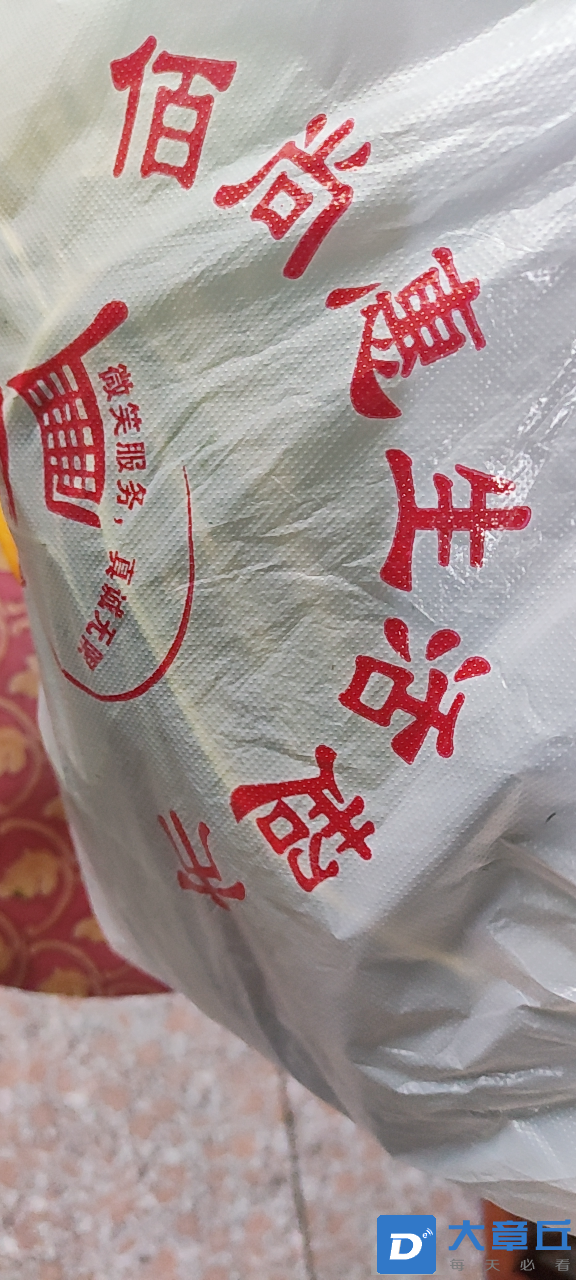 佰尚惠生活超市
微笑服务，真诚无限
大章丘
每天必看